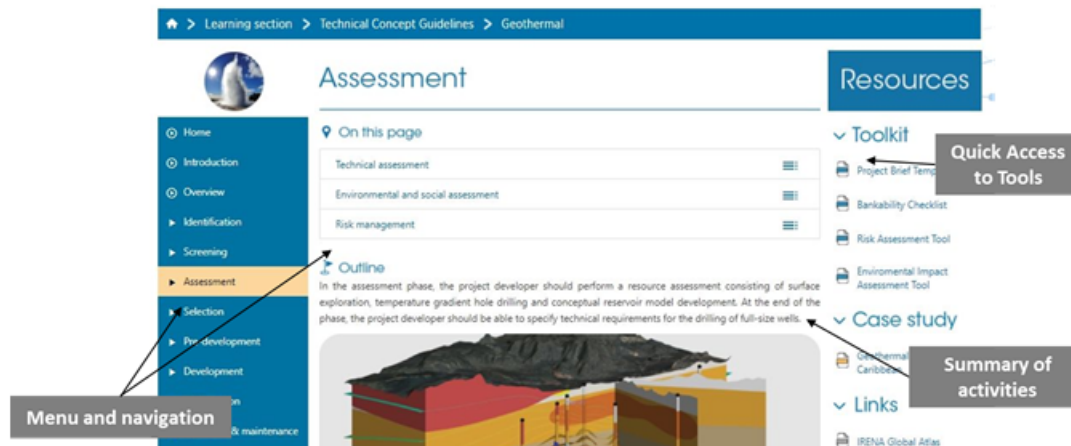 Learning section > Technical Concept Guidelines > Geothermal
Assessment
Resources
Home
Introduction
Overview
Identification
Screening
Assessment
Selection
Pre-development
Development
& maintenance
On this page
Technical assessment
Environmental and social assessment
Risk management
Outline
In the assessment phase, the project developer should perform a resource assessment consisting of surface
exploration, temperature gradient hole drilling and conceptual reservoir model development. At the end of the
phase, the project developer should be able to specify technical requirements for the drilling of full-size wells.
Toolkit
Project Brief
Bankability Checklist
Risk Assessment Tool
Enviromental Impact
Assessment Tool
Case study
Geothermal
Caribbean
Links
IRENA Global Atlas
Quick Access
to Tools
Summary of
activities
Menu and navigation